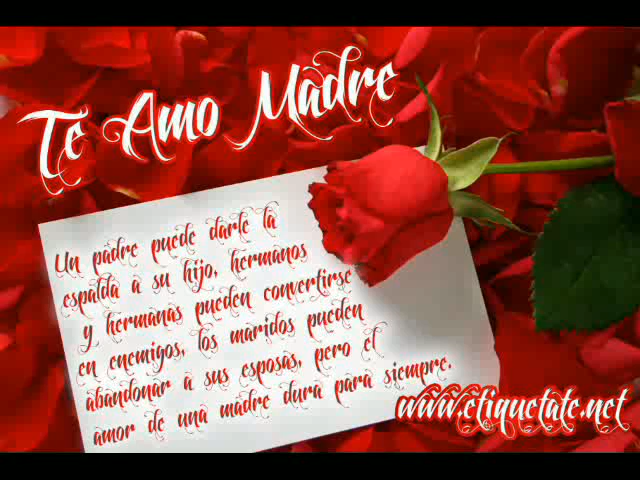 Te Amo Madre
Un padre puede darle la
espalda a su hijo, hermanos
y hermanas pueden convertirse
en enemigos, los maridos pueden
abandonar a sus esposas, pero el
amor de una madre dura para siempre.
www.etiquetate.net